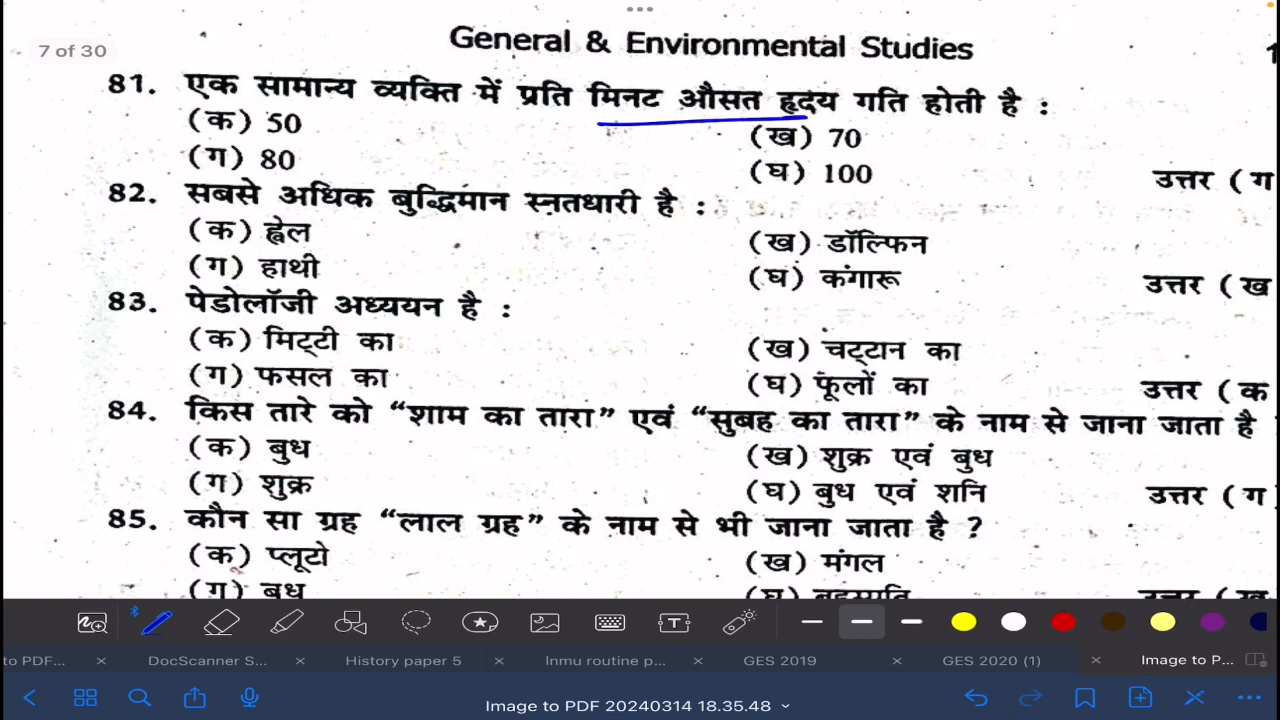 7 of 30
General & Environmental Studies
81. एक सामान्य व्यक्ति में प्रति मिनट औसत हृदय गति होती है :
(क) 50 (ख) 70
(ग) 80 (घ) 100 उत्तर (ग
82. सबसे अधिक बुद्धिमान स्नतधारी है :
(क) ह्वेल (ख) डॉल्फिन
(ग) हाथी (घ) कंगारू उत्तर (ख
83. पेडोलॉजी अध्ययन है :
(क) मिट्टी का (ख) चट्टान का
(ग) फसल का (घ) फूलों का उत्तर (क
84. किस तारे को "शाम का तारा" एवं "सुबह का तारा" के नाम से जाना जाता है
(क) बुध (ख) शुक्र एवं बुध
(ग) शुक्र (घ) बुध एवं शनि उत्तर (ग
85. कौन सा ग्रह "लाल ग्रह" के नाम से भी जाना जाता है ?
(क) प्लूटो (ख) मंगल
(ग) बुध
to PDF... DocScanner S... History paper 5 Inmu routine p... GES 2019 GES 2020 (1) Image to P...
Image to PDF 20240314 18.35.48